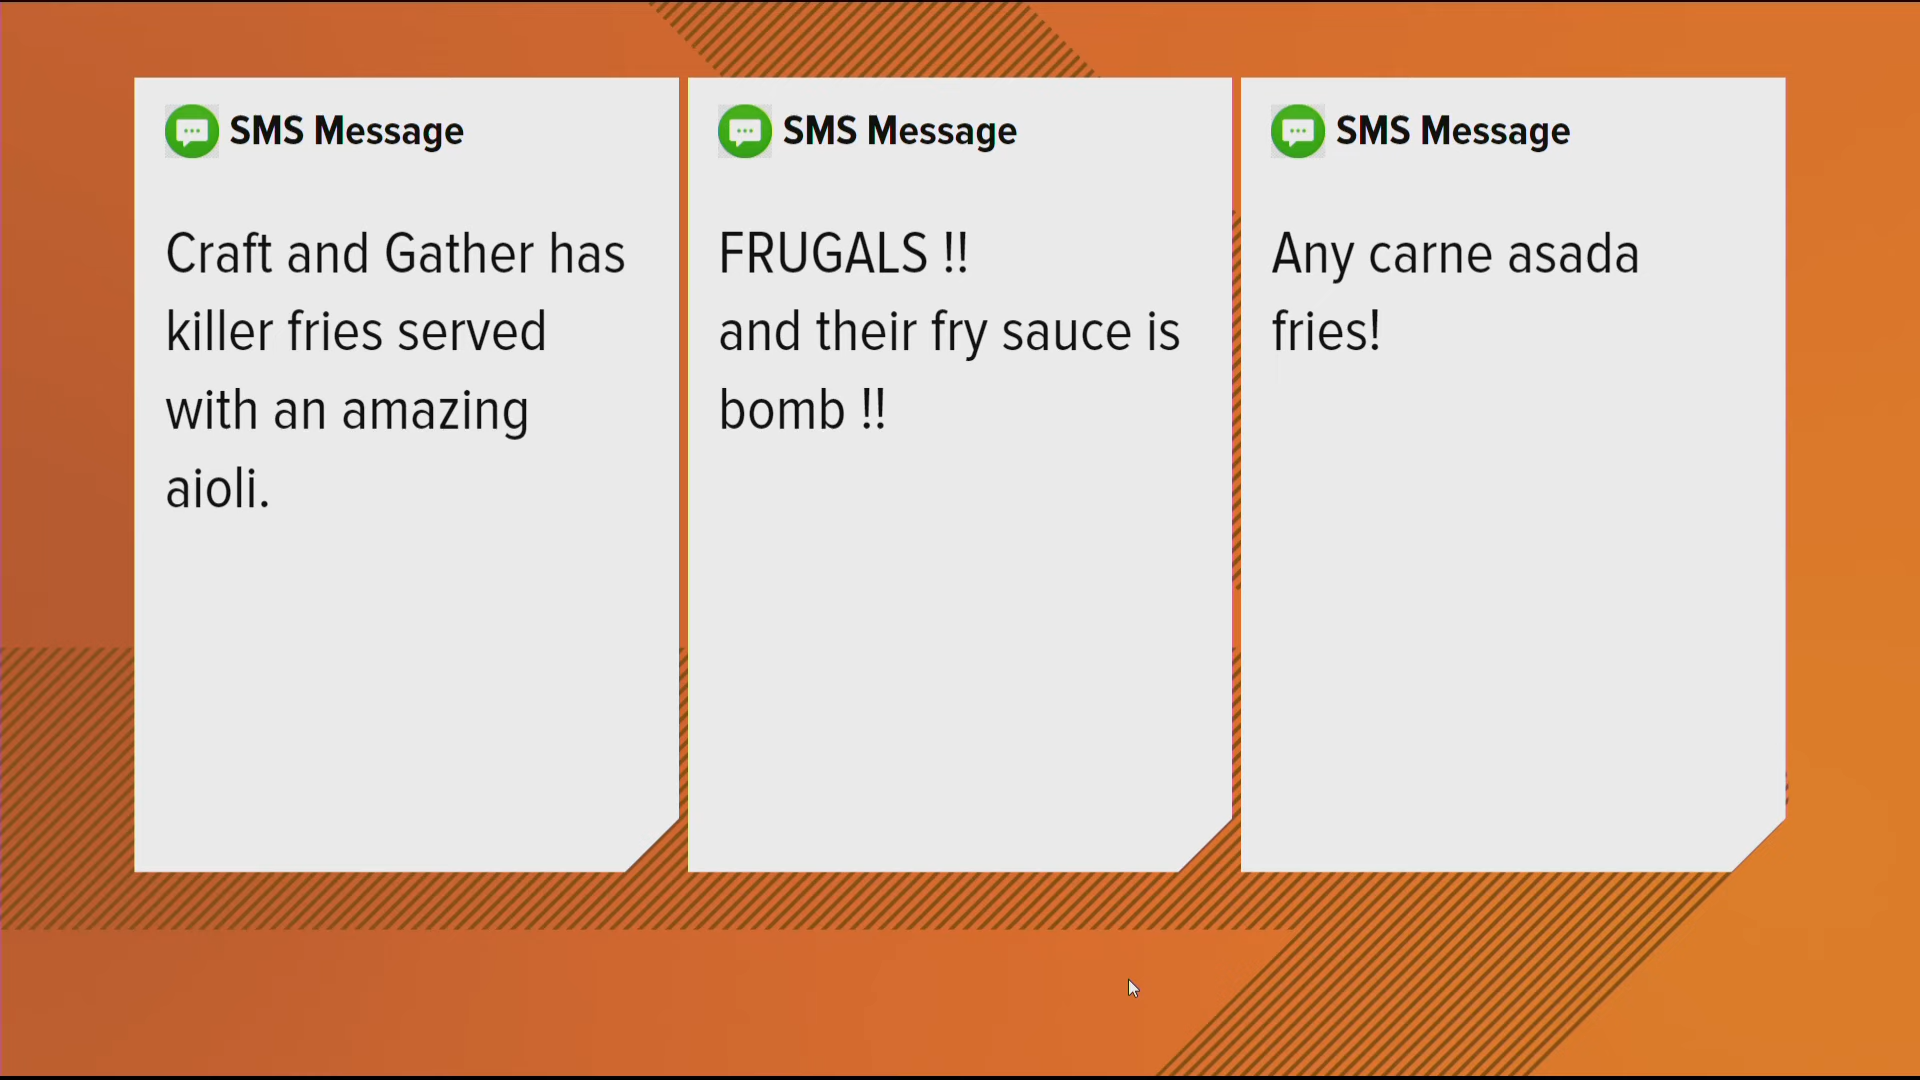 SMS Message
Craft and Gather has
killer fries served
with an amazing
aioli.
SMS Message
FRUGALS !!
and their fry sauce is
bomb !!
SMS Message
Any carne asada
fries!